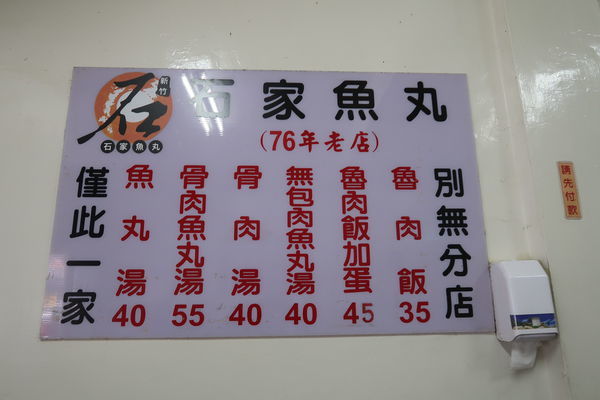 新竹
石
石家魚丸
石家魚丸
(76年老店)
別無分店
魯肉飯 35
魯肉飯加蛋 45
無包肉魚丸湯 40
骨肉湯 40
骨肉魚丸湯 55
魚丸湯 40
僅此一家
請先付款